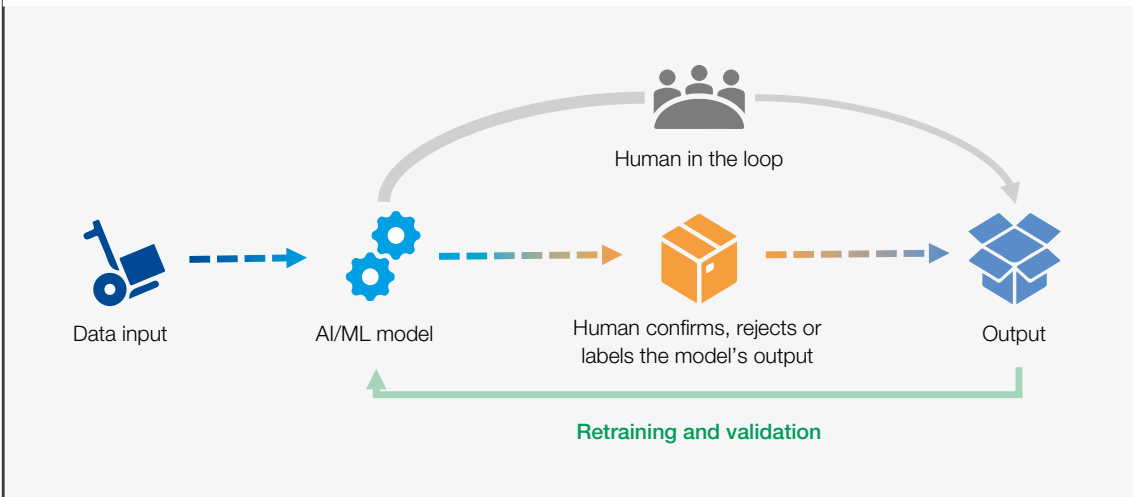 Human in the loop
Data input
AI/ML model
Human confirms, rejects or
labels the model's output
Output
Retraining and validation